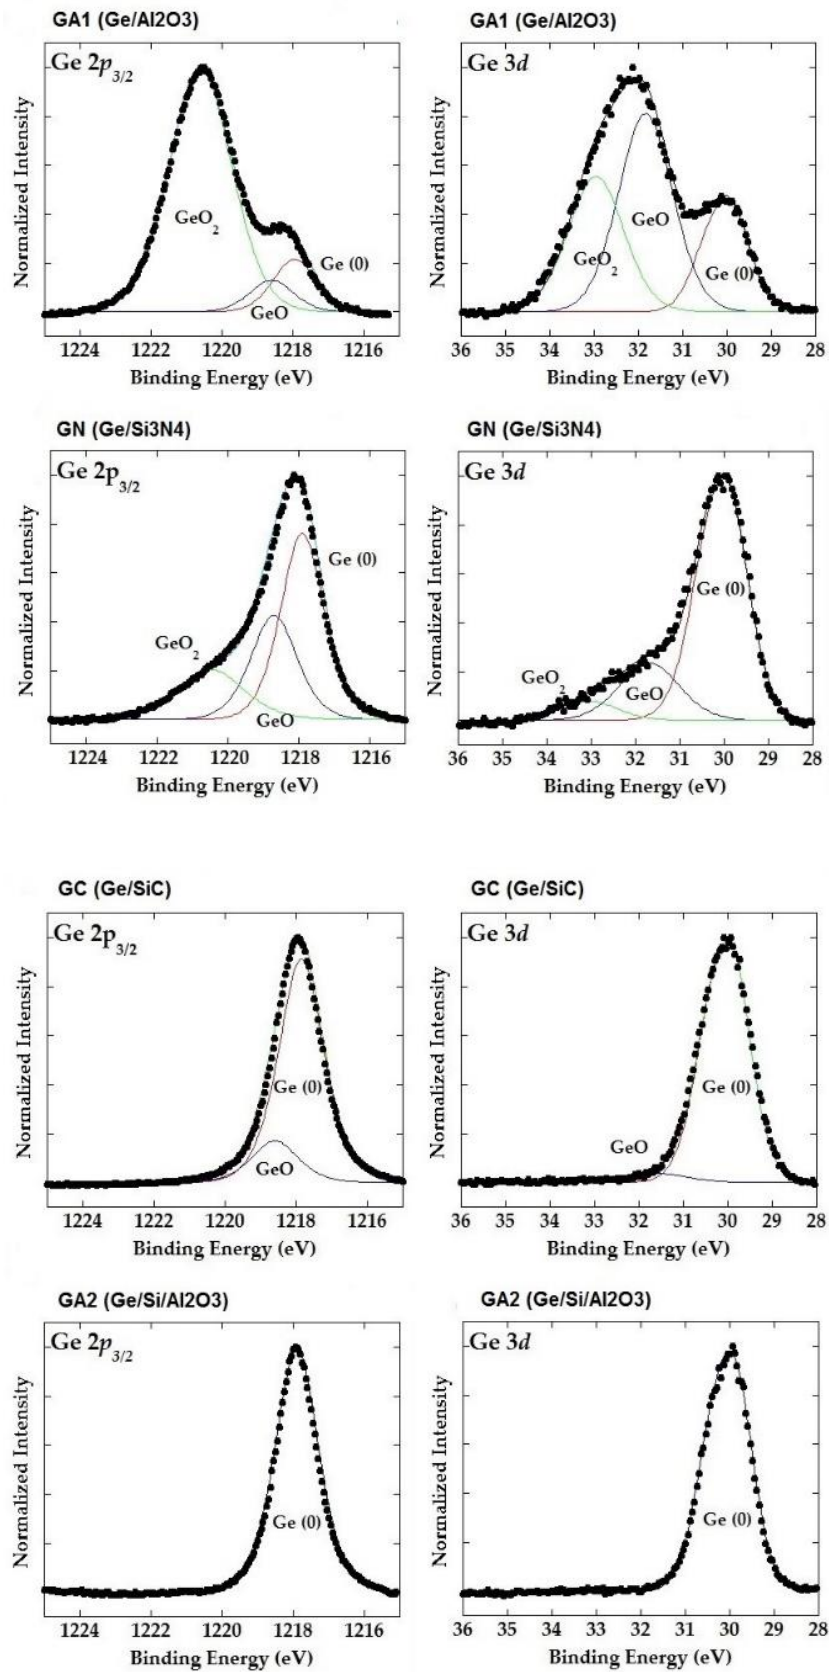 GA1 (Ge/Al2O3)
Ge 2p3/2
Normalized Intensity
GeO2
Ge (0)
GeO
1224 1222 1220 1218 1216
Binding Energy (eV)
GA1 (Ge/Al2O3)
Ge 3d
Normalized Intensity
GeO
GeO2
Ge (0)
36 35 34 33 32 31 30 29 28
Binding Energy (eV)
GN (Ge/Si3N4)
Ge 2p3/2
Normalized Intensity
Ge (0)
GeO2
GeO
1224 1222 1220 1218 1216
Binding Energy (eV)
GN (Ge/Si3N4)
Ge 3d
Normalized Intensity
Ge (0)
GeO2
GeO
36 35 34 33 32 31 30 29 28
Binding Energy (eV)
GC (Ge/SiC)
Ge 2p3/2
Normalized Intensity
Ge (0)
GeO
1224 1222 1220 1218 1216
Binding Energy (eV)
GC (Ge/SiC)
Ge 3d
Normalized Intensity
Ge (0)
GeO
36 35 34 33 32 31 30 29 28
Binding Energy (eV)
GA2 (Ge/Si/Al2O3)
Ge 2p3/2
Normalized Intensity
Ge (0)
1224 1222 1220 1218 1216
Binding Energy (eV)
GA2 (Ge/Si/Al2O3)
Ge 3d
Normalized Intensity
Ge (0)
36 35 34 33 32 31 30 29 28
Binding Energy (eV)